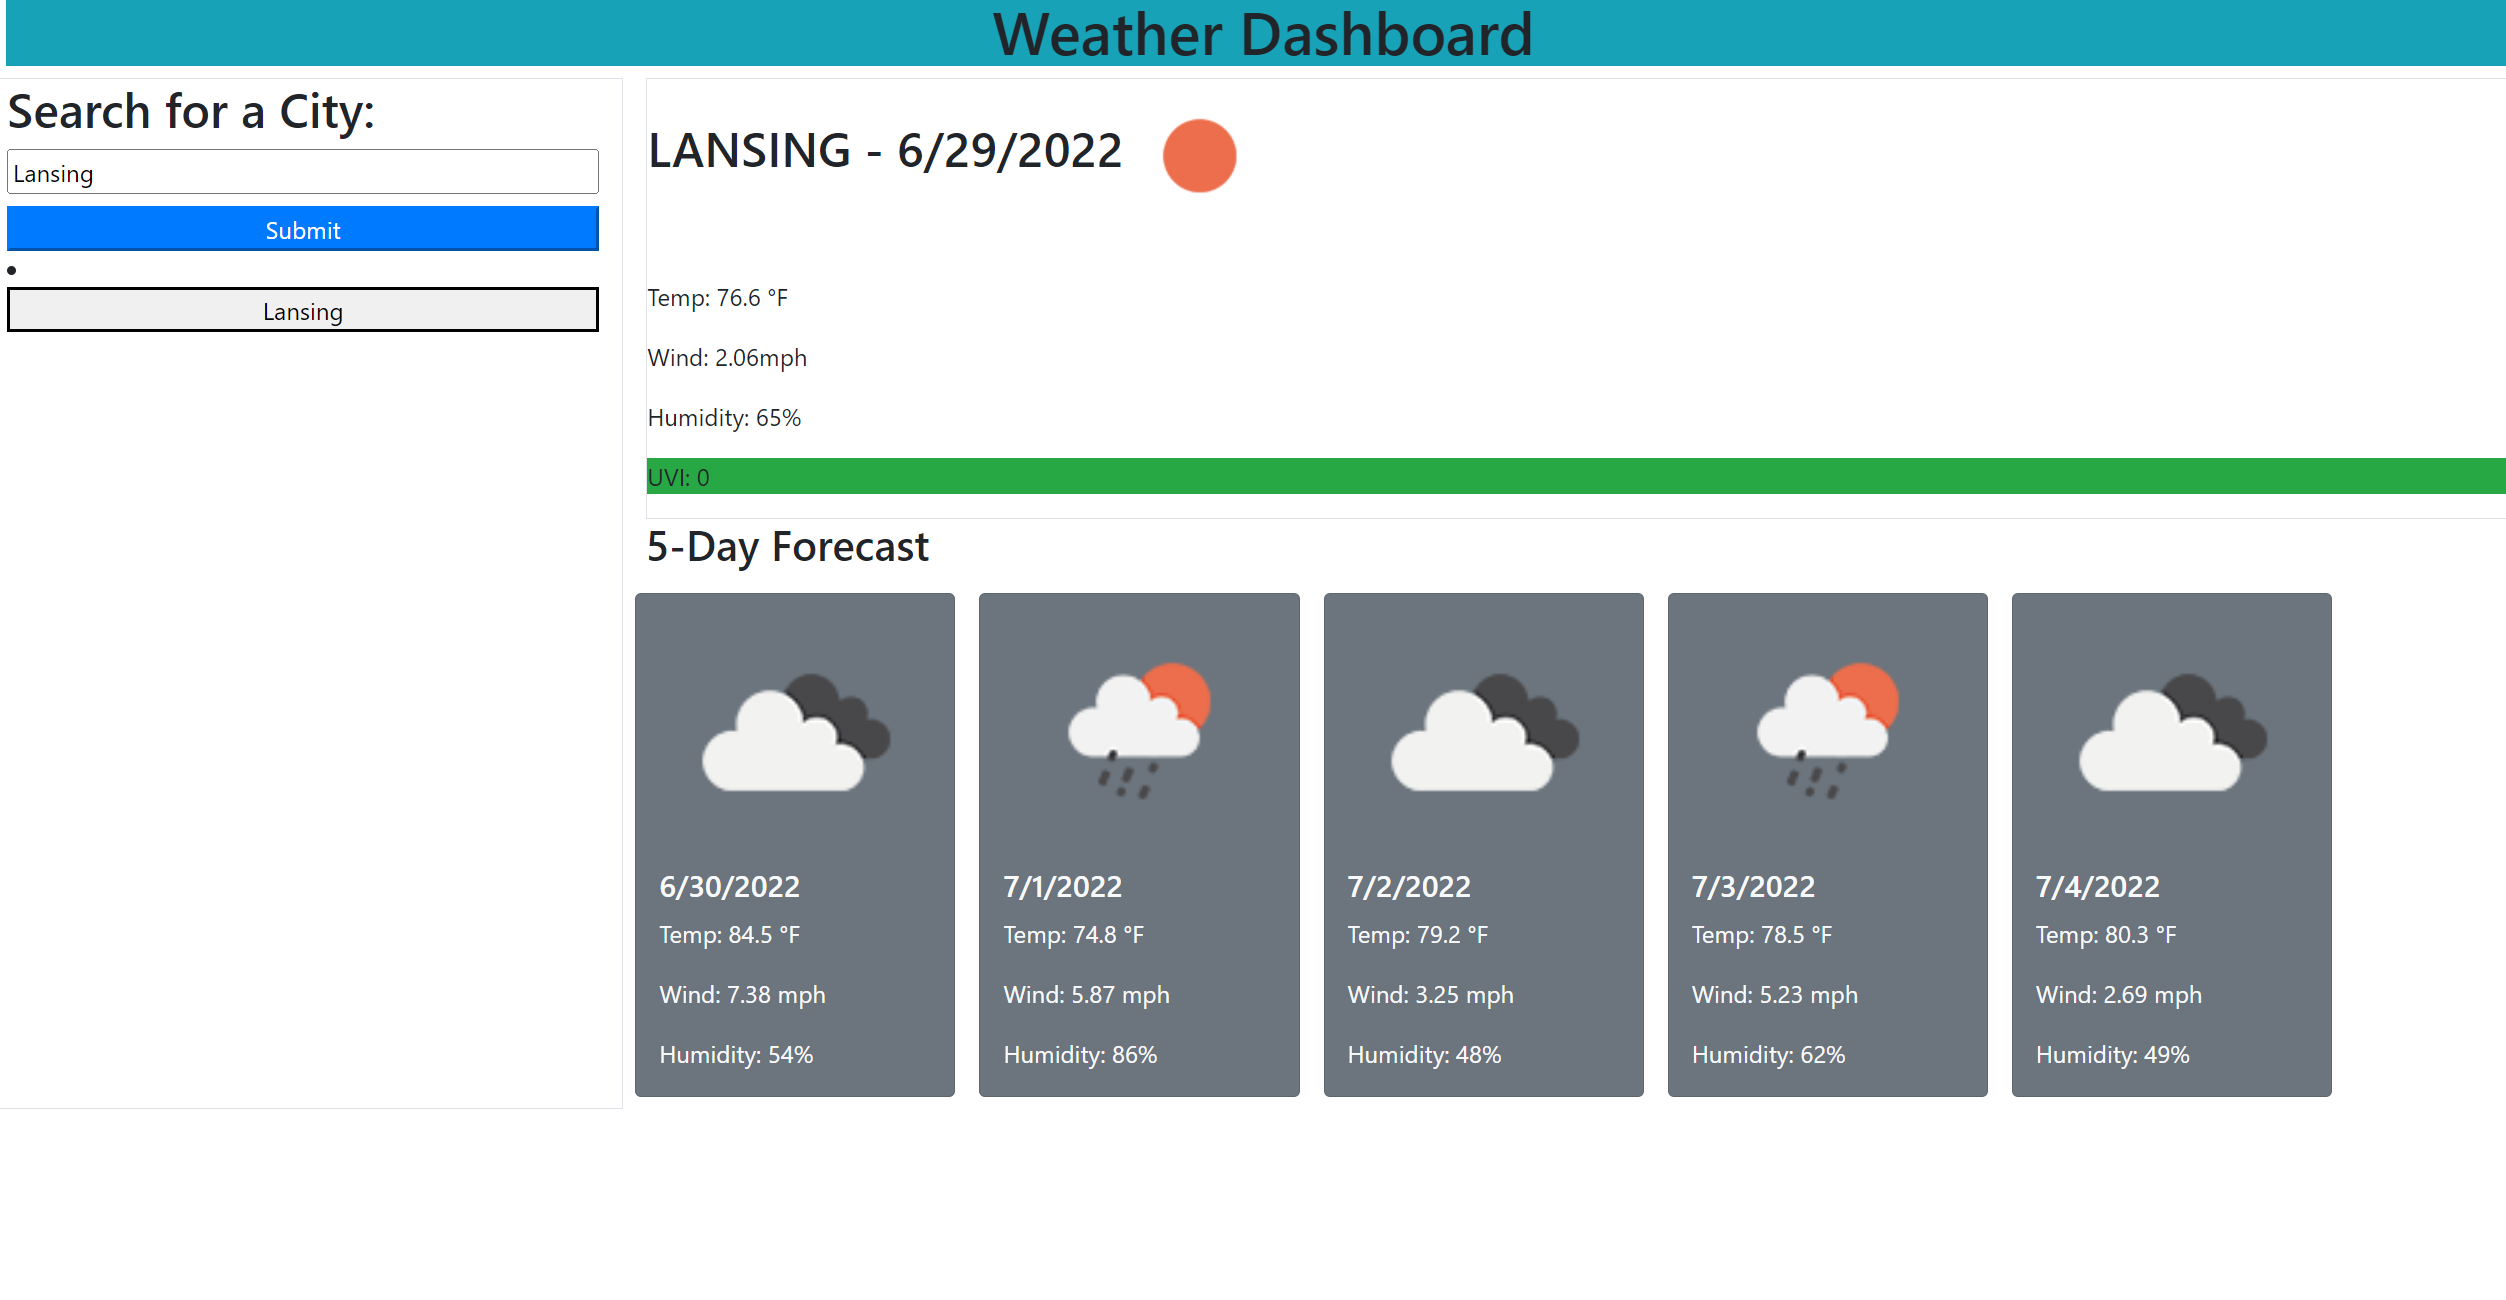 Weather Dashboard
Search for a City:
Lansing
Submit
Lansing
LANSING - 6/29/2022
Temp: 76.6 °F
Wind: 2.06mph
Humidity: 65%
UVI: 0
5-Day Forecast
6/30/2022
Temp: 84.5 °F
Wind: 7.38 mph
Humidity: 54%
7/1/2022
Temp: 74.8 °F
Wind: 5.87 mph
Humidity: 86%
7/2/2022
Temp: 79.2 °F
Wind: 3.25 mph
Humidity: 48%
7/3/2022
Temp: 78.5 °F
Wind: 5.23 mph
Humidity: 62%
7/4/2022
Temp: 80.3 °F
Wind: 2.69 mph
Humidity: 49%